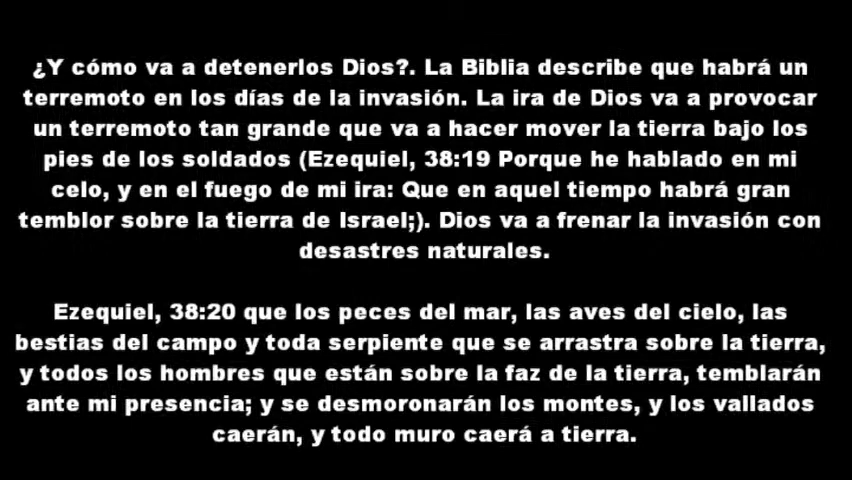 ¿Y cómo va a detenerlos Dios?. La Biblia describe que habrá un
terremoto en los días de la invasión. La ira de Dios va a provocar
un terremoto tan grande que va a hacer mover la tierra bajo los
pies de los soldados (Ezequiel, 38:19 Porque he hablado en mi
celo, y en el fuego de mi ira: Que en aquel tiempo habrá gran
temblor sobre la tierra de Israel;). Dios va a frenar la invasión con
desastres naturales.
Ezequiel, 38:20 que los peces del mar, las aves del cielo, las
bestias del campo y toda serpiente que se arrastra sobre la tierra,
y todos los hombres que están sobre la faz de la tierra, temblarán
ante mi presencia; y se desmoronarán los montes, y los vallados
caerán, y todo muro caerá a tierra.